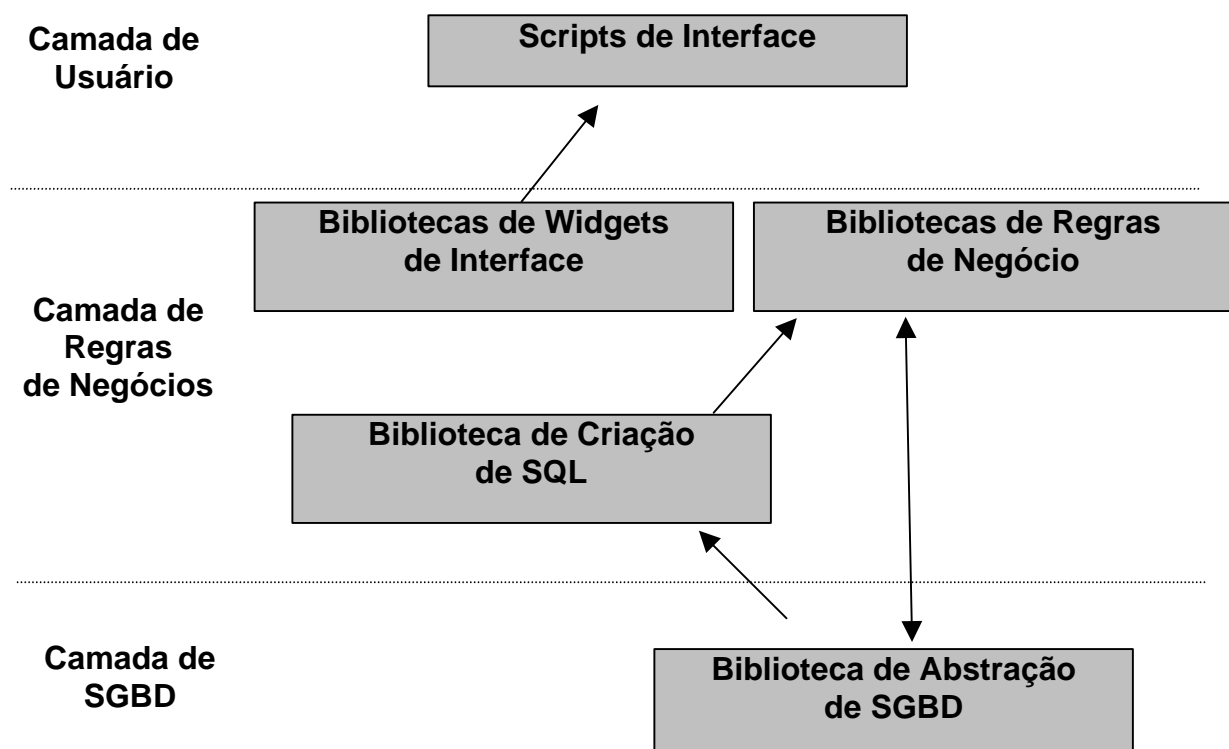 Camada de
Usuário
Scripts de Interface
Bibliotecas de Widgets
de Interface
Bibliotecas de Regras
de Negócio
Camada de
Regras
de Negócios
Biblioteca de Criação
de SQL
Camada de
SGBD
Biblioteca de Abstração
de SGBD